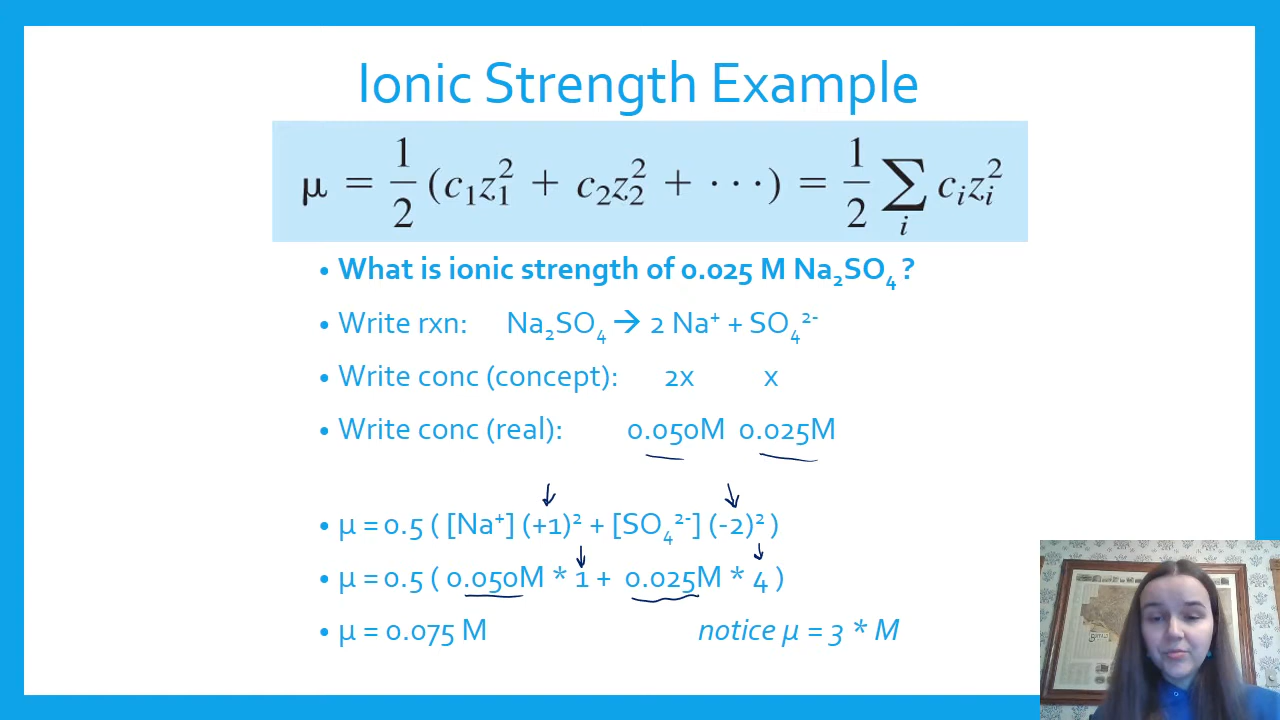 Ionic Strength Example
μ = 1/2 (c₁z₁² + c₂z₂² + ···) = 1/2 ∑ᵢ cᵢzᵢ²
• What is ionic strength of 0.025 M Na₂SO₄ ?
• Write rxn: Na₂SO₄ → 2 Na⁺ + SO₄²⁻
• Write conc (concept): 2x x
• Write conc (real): 0.050M 0.025M
• μ = 0.5 ( [Na⁺] (+1)² + [SO₄²⁻] (-2)² )
• μ = 0.5 ( 0.050M * 1 + 0.025M * 4 )
• μ = 0.075 M notice μ = 3 * M